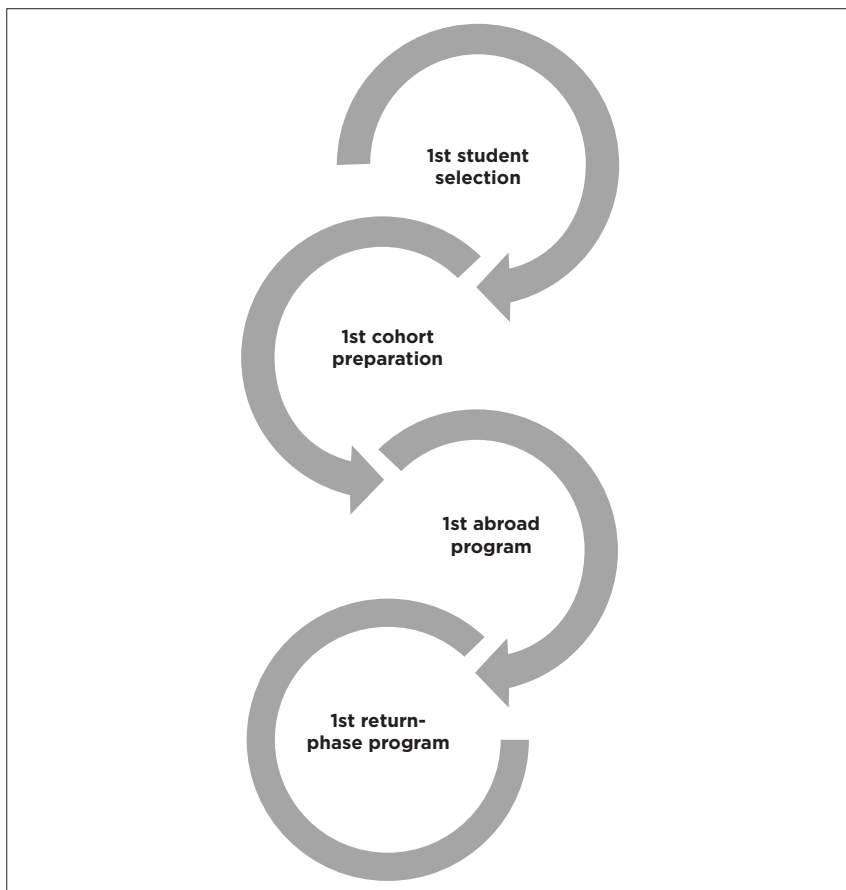 1st student
selection
1st cohort
preparation
1st abroad
program
1st return-
phase program